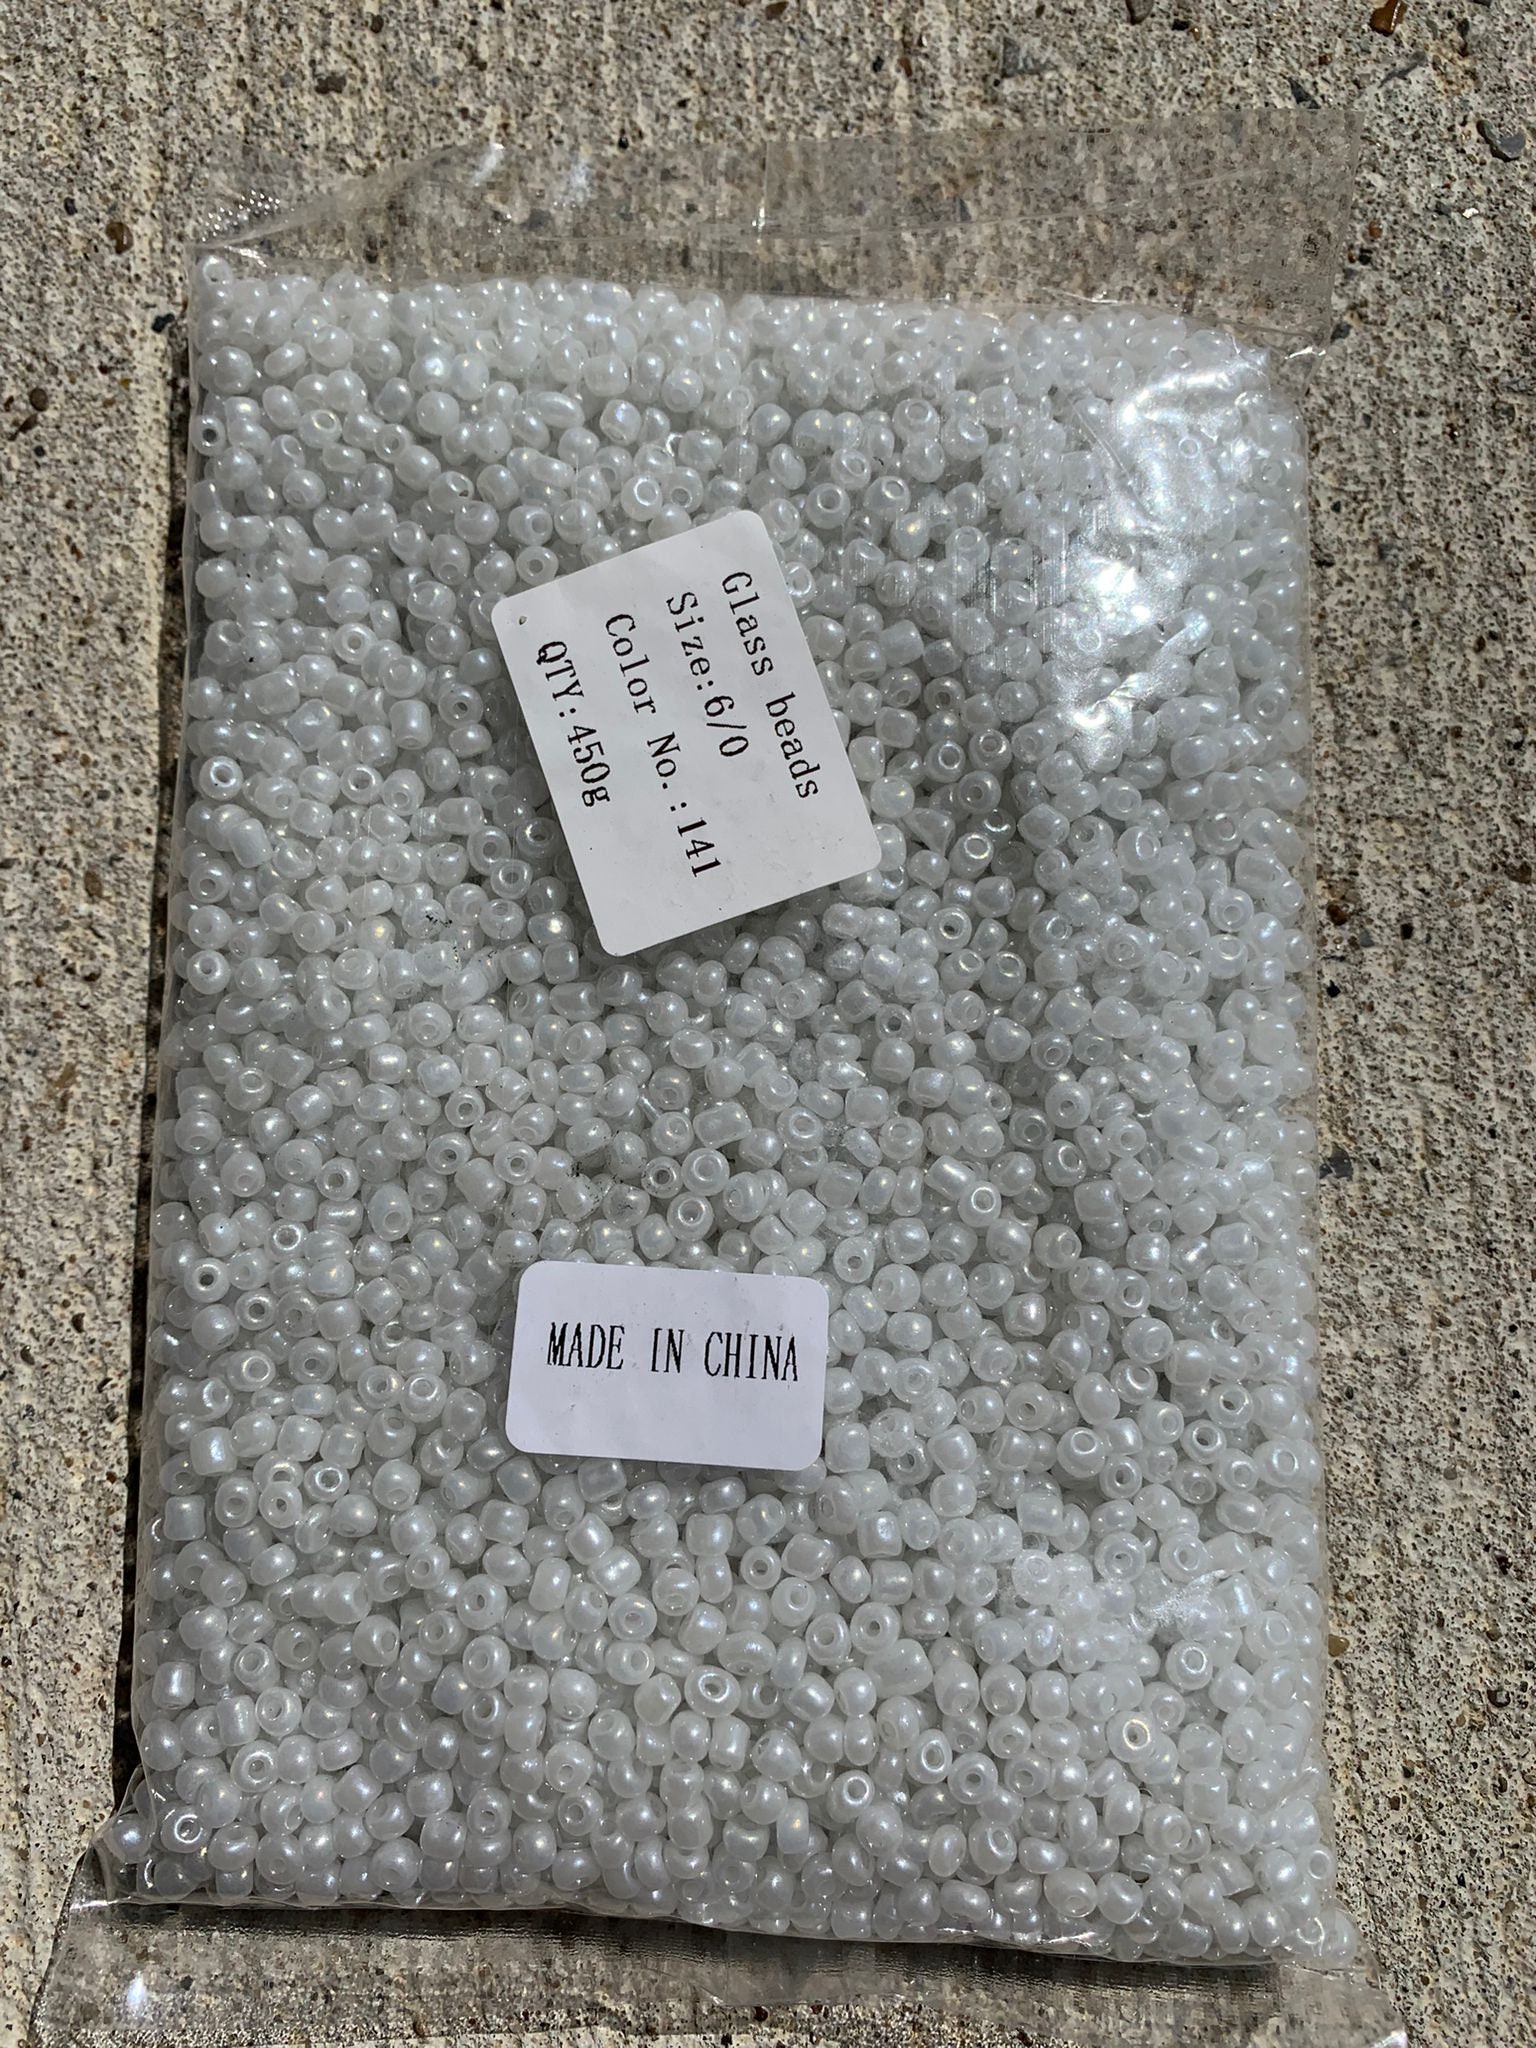 Glass beads
Size:6/0
Color No.:141
QTY:450g
MADE IN CHINA